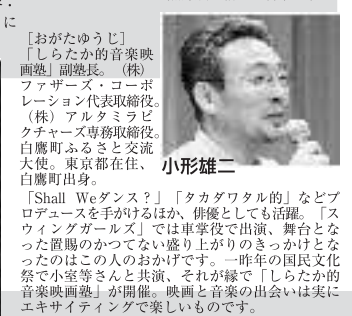 に
［おがたゆうじ］
「しらたか的音楽映
画塾」副塾長。（株）
ファザーズ・コーポ
レーション代表取締役。
（株）アルタミラピ
クチャーズ専務取締役。
白鷹町ふるさと交流
大使。東京都在住、
白鷹町出身。
小形雄二
「Shall Weダンス？」「タカダワタル的」などプ
ロデュースを手がけるほか、俳優としても活躍。「ス
ウィングガールズ」では車掌役で出演、舞台とな
った置賜のかつてない盛り上がりのきっかけとな
ったのはこの人のおかげです。一昨年の国民文化
祭で小室等さんと共演、それが縁で「しらたか的
音楽映画塾」が開催。映画と音楽の出会いは実に
エキサイティングで楽しいものです。